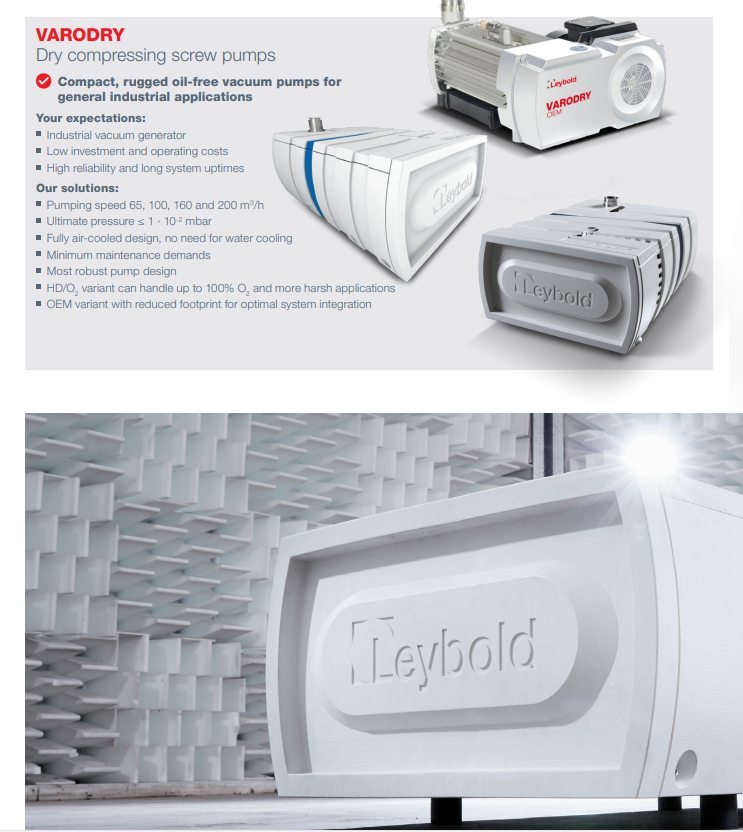 VARODRY
Dry compressing screw pumps
Compact, rugged oil-free vacuum pumps for
general industrial applications
Your expectations:
Industrial vacuum generator
Low investment and operating costs
High reliability and long system uptimes
Our solutions:
Pumping speed 65, 100, 160 and 200 m³/h
Ultimate pressure ≤ 1 · 10⁻² mbar
Fully air-cooled design, no need for water cooling
Minimum maintenance demands
Most robust pump design
HD/O₂ variant can handle up to 100% O₂ and more harsh applications
OEM variant with reduced footprint for optimal system integration
Leybold
VARODRY
OEM
Leybold
Leybold
Leybold